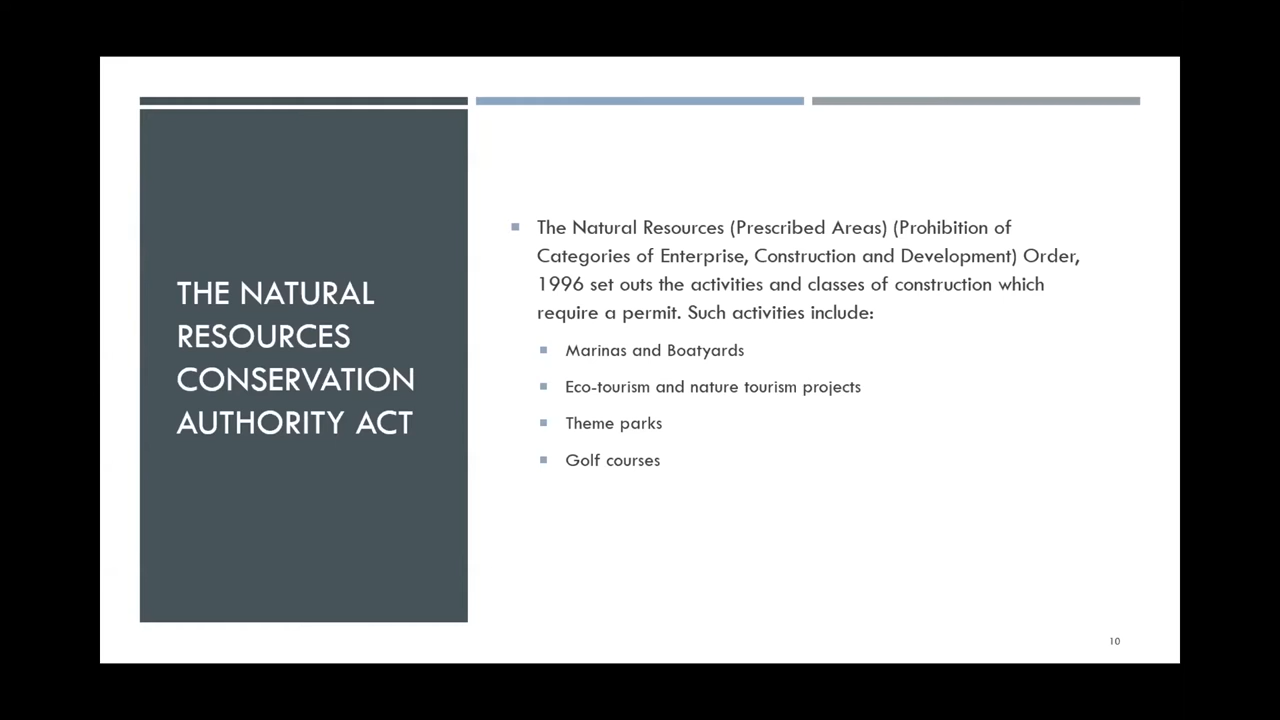 THE NATURAL
RESOURCES
CONSERVATION
AUTHORITY ACT
The Natural Resources (Prescribed Areas) (Prohibition of
Categories of Enterprise, Construction and Development) Order,
1996 set outs the activities and classes of construction which
require a permit. Such activities include:
Marinas and Boatyards
Eco-tourism and nature tourism projects
Theme parks
Golf courses
10